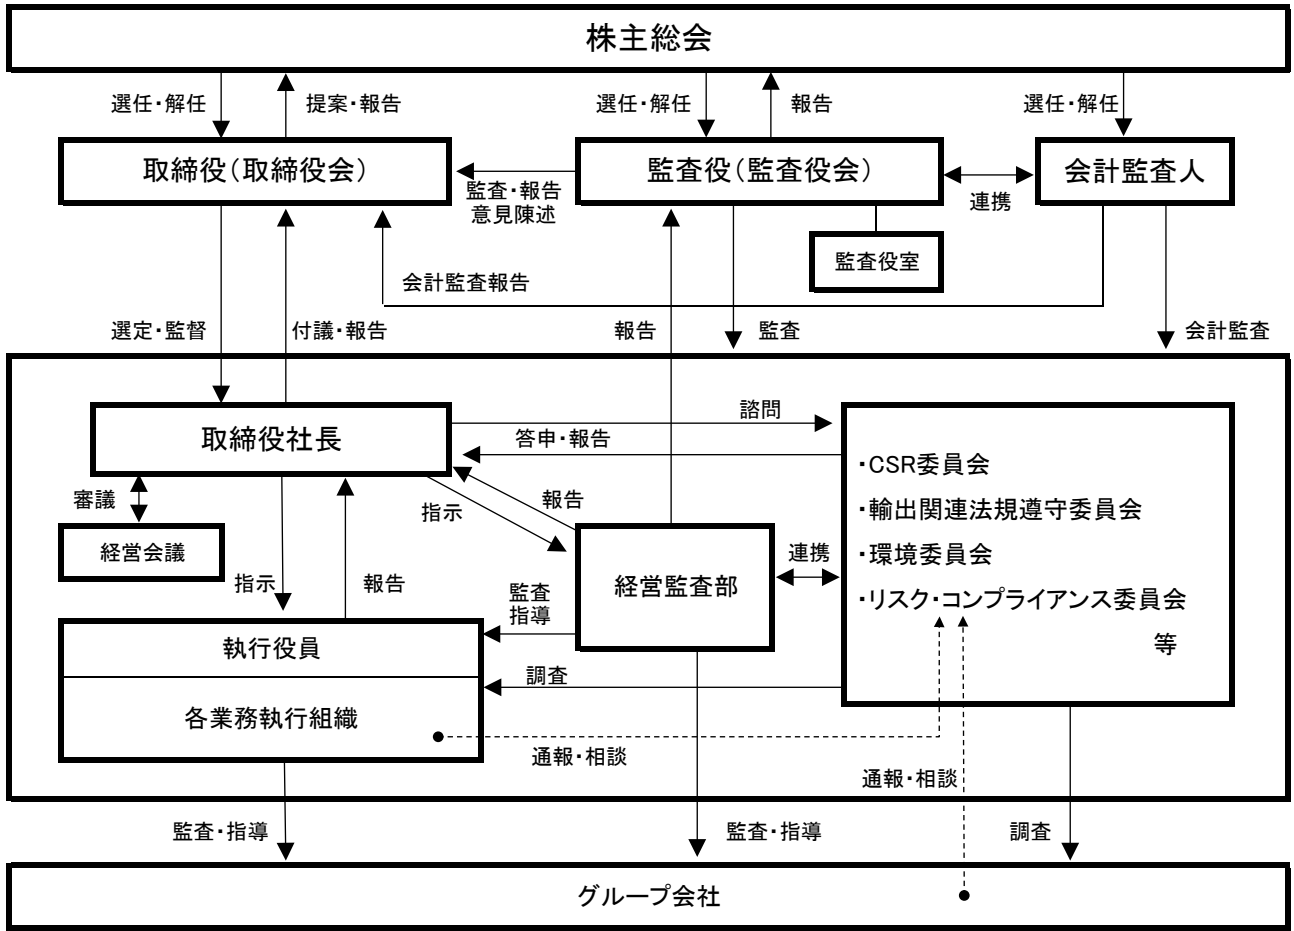 株主総会
選任・解任
提案・報告
選任・解任
報告
選任・解任
取締役(取締役会)
監査・報告
意見陳述
監査役(監査役会)
連携
会計監査人
監査役室
会計監査報告
選定・監督
付議・報告
報告
監査
会計監査
取締役社長
諮問
答申・報告
審議
経営会議
指示
報告
指示
報告
経営監査部
連携
・CSR委員会
・輸出関連法規遵守委員会
・環境委員会
・リスク・コンプライアンス委員会
等
監査
指導
執行役員
調査
各業務執行組織
通報・相談
通報・相談
監査・指導
監査・指導
調査
グループ会社